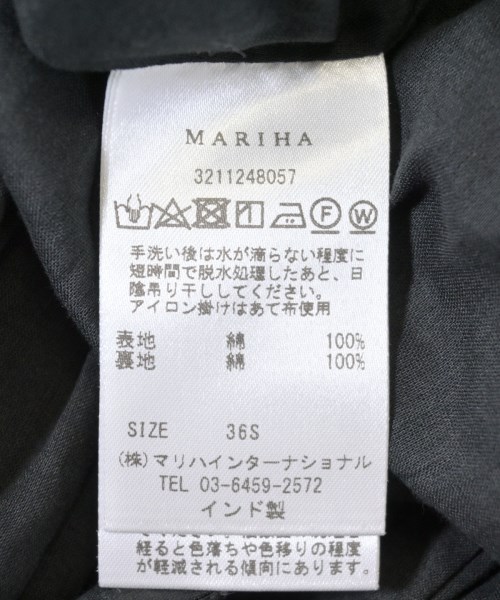 MARIHA
3211248057
F W
手洗い後は水が滴らない程度に
短時間で脱水処理したあと、日
陰吊り干ししてください。
アイロン掛けはあて布使用
表地 綿 100%
裏地 綿 100%
SIZE 36S
(株)マリハインターナショナル
TEL 03-6459-2572
インド製
経ると色落ちや色移りの程度
が軽減される傾向にあります。